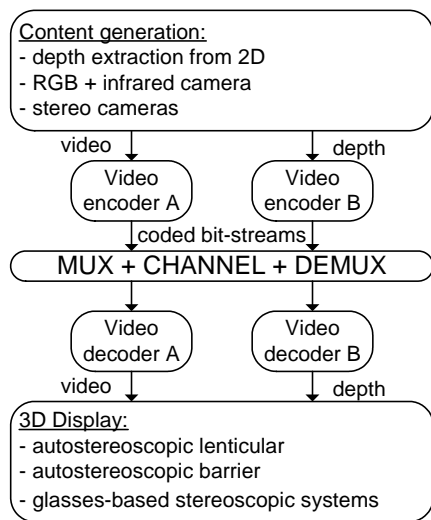 Content generation:
- depth extraction from 2D
- RGB + infrared camera
- stereo cameras
video
depth
Video
encoder A
Video
encoder B
coded bit-streams
MUX + CHANNEL + DEMUX
Video
decoder A
Video
decoder B
video
depth
3D Display:
- autostereoscopic lenticular
- autostereoscopic barrier
- glasses-based stereoscopic systems